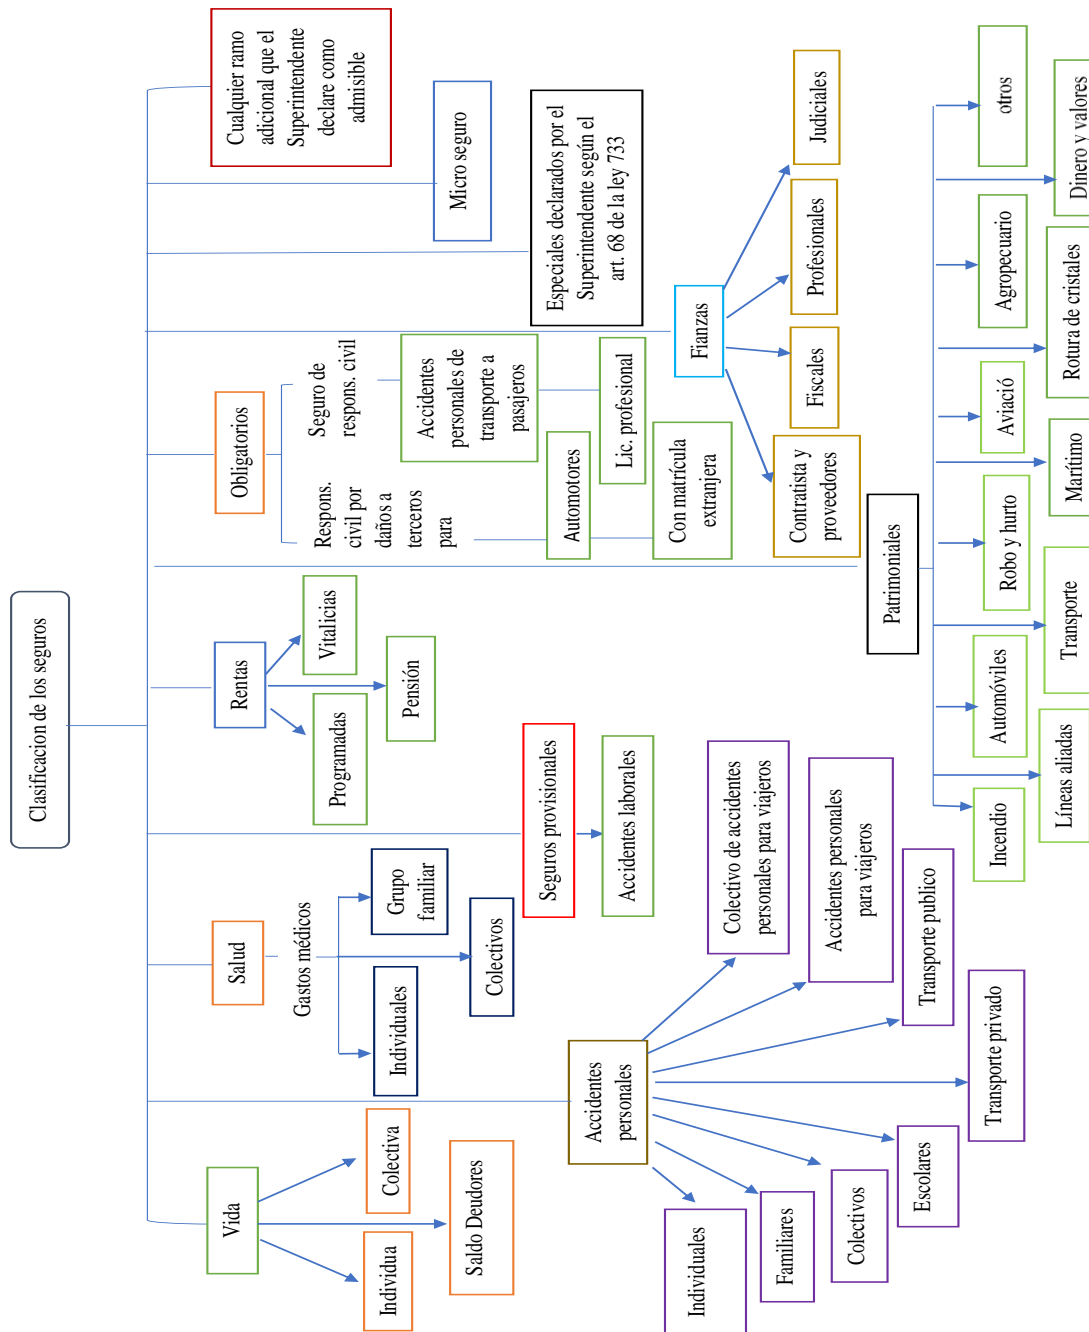 Clasificacion de los seguros
Vida
Individua
Colectiva
Saldo Deudores
Salud
Gastos médicos
Individuales
Grupo
familiar
Colectivos
Accidentes
personales
Individuales
Familiares
Colectivos
Escolares
Transporte privado
Transporte publico
Accidentes personales
para viajeros
Colectivo de accidentes
personales para viajeros
Seguros provisionales
Accidentes laborales
Rentas
Programadas
Vitalicias
Pensión
Obligatorios
Respons.
civil por
daños a
terceros
para
Automotores
Con matrícula
extranjera
Seguro de
respons. civil
Accidentes
personales de
transporte a
pasajeros
Lic. profesional
Patrimoniales
Incendio
Líneas aliadas
Automóviles
Transporte
Robo y hurto
Marítimo
Aviació
Rotura de cristales
Agropecuario
Dinero y valores
otros
Fianzas
Contratista y
proveedores
Fiscales
Profesionales
Judiciales
Especiales declarados por el
Superintendente según el
art. 68 de la ley 733
Micro seguro
Cualquier ramo
adicional que el
Superintendente
declare como
admisible